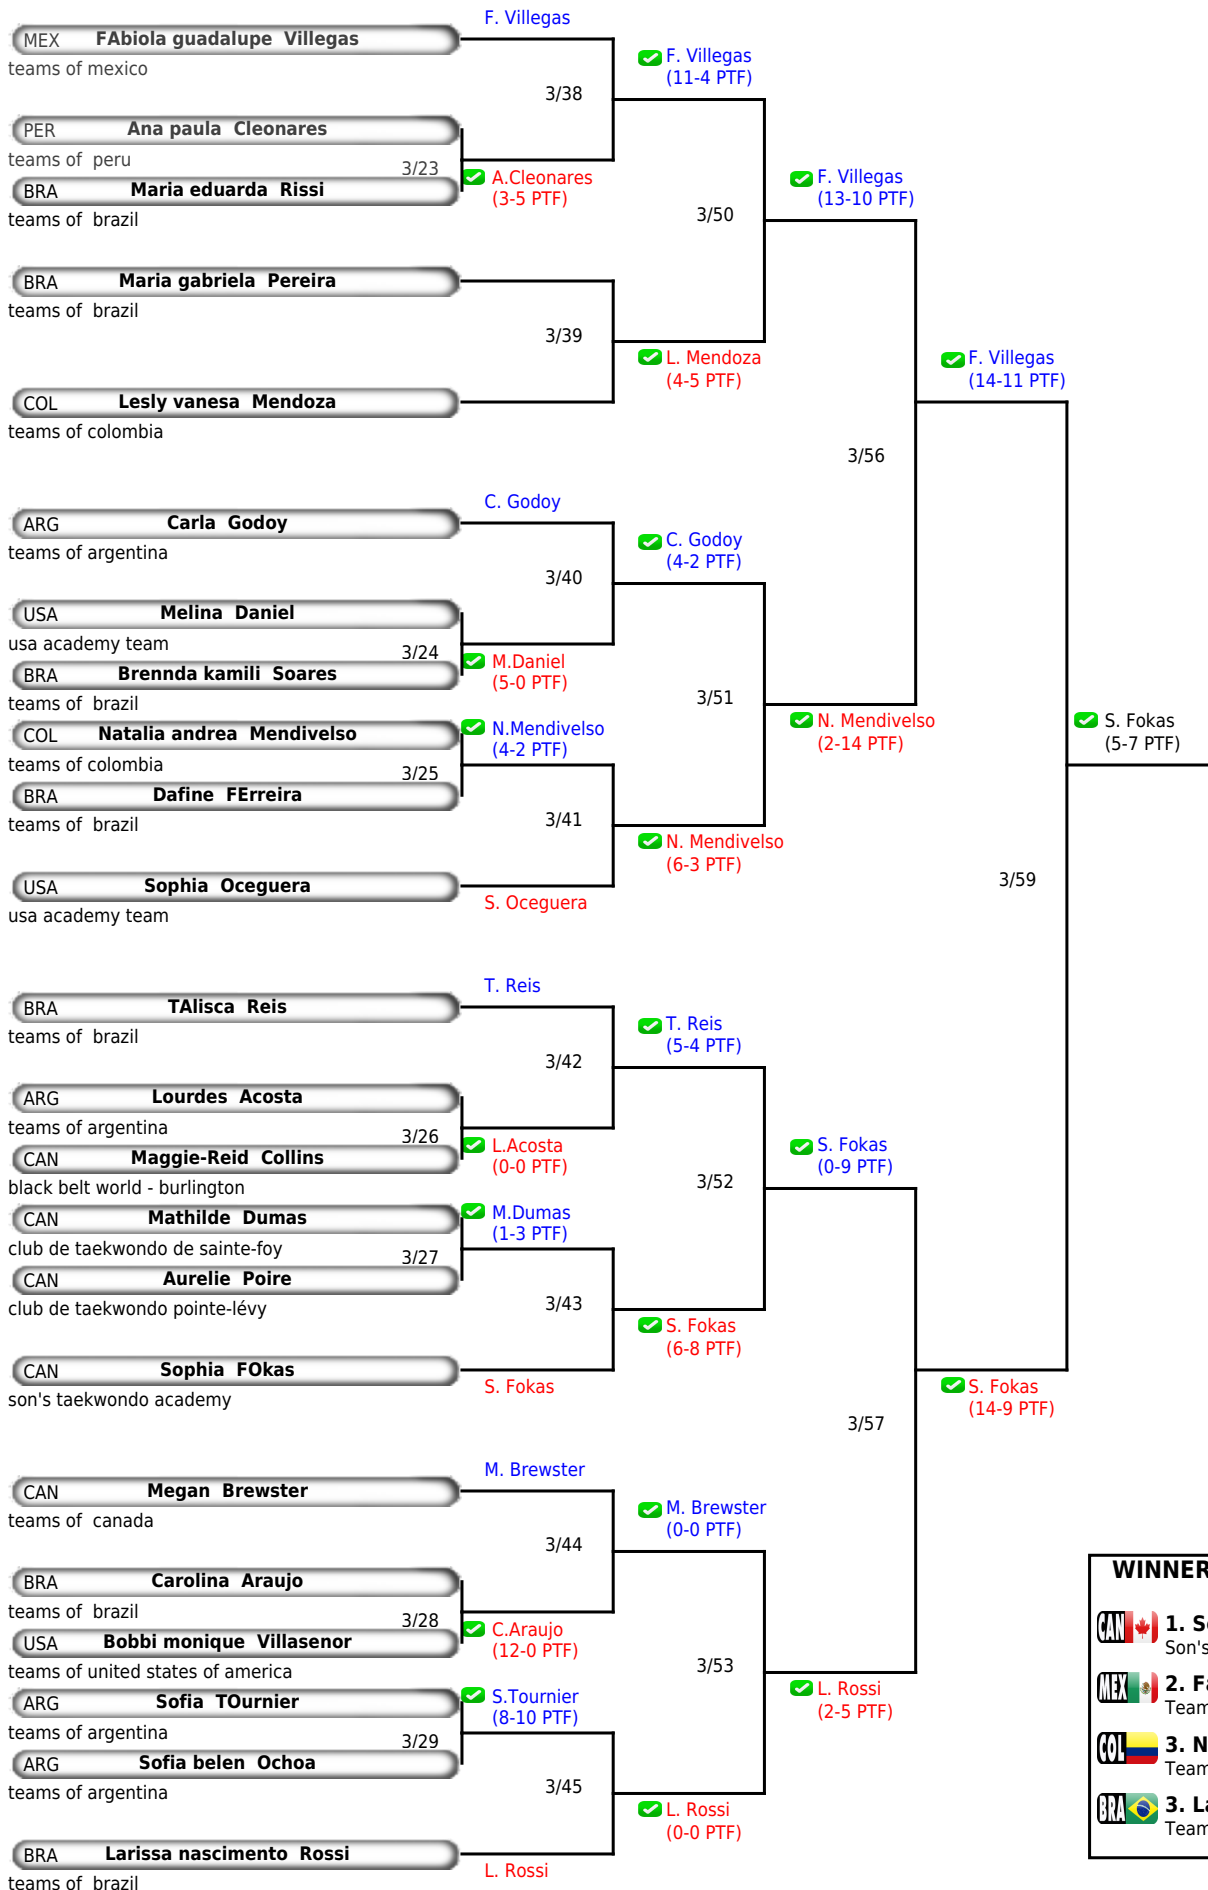 F. Villegas
MEX FAbiola guadalupe Villegas
teams of mexico
F. Villegas
(11-4 PTF)
3/38
PER Ana paula Cleonares
teams of peru
3/23
A.Cleonares
(3-5 PTF)
BRA Maria eduarda Rissi
teams of brazil
F. Villegas
(13-10 PTF)
3/50
BRA Maria gabriela Pereira
teams of brazil
3/39
L. Mendoza
(4-5 PTF)
COL Lesly vanesa Mendoza
teams of colombia
F. Villegas
(14-11 PTF)
3/56
C. Godoy
ARG Carla Godoy
teams of argentina
C. Godoy
(4-2 PTF)
3/40
USA Melina Daniel
usa academy team
3/24
M.Daniel
(5-0 PTF)
BRA Brennda kamili Soares
teams of brazil
3/51
COL Natalia andrea Mendivelso
teams of colombia
N.Mendivelso
(4-2 PTF)
3/25
BRA Dafine FErreira
teams of brazil
N. Mendivelso
(2-14 PTF)
S. Fokas
(5-7 PTF)
3/41
N. Mendivelso
(6-3 PTF)
USA Sophia Oceguera
usa academy team
S. Oceguera
3/59
T. Reis
BRA TAlisca Reis
teams of brazil
T. Reis
(5-4 PTF)
3/42
ARG Lourdes Acosta
teams of argentina
3/26
L.Acosta
(0-0 PTF)
CAN Maggie-Reid Collins
black belt world - burlington
S. Fokas
(0-9 PTF)
3/52
CAN Mathilde Dumas
club de taekwondo de sainte-foy
M.Dumas
(1-3 PTF)
3/27
CAN Aurelie Poire
club de taekwondo pointe-lévy
3/43
S. Fokas
(6-8 PTF)
CAN Sophia FOkas
son's taekwondo academy
S. Fokas
S. Fokas
(14-9 PTF)
3/57
M. Brewster
CAN Megan Brewster
teams of canada
M. Brewster
(0-0 PTF)
3/44
BRA Carolina Araujo
teams of brazil
3/28
C.Araujo
(12-0 PTF)
USA Bobbi monique Villasenor
teams of united states of america
3/53
ARG Sofia TOurnier
teams of argentina
S.Tournier
(8-10 PTF)
3/29
ARG Sofia belen Ochoa
teams of argentina
L. Rossi
(2-5 PTF)
3/45
L. Rossi
(0-0 PTF)
BRA Larissa nascimento Rossi
teams of brazil
L. Rossi
WINNER
CAN 1. S
Son's
MEX 2. Fa
Team
COL 3. N
Team
BRA 3. La
Team